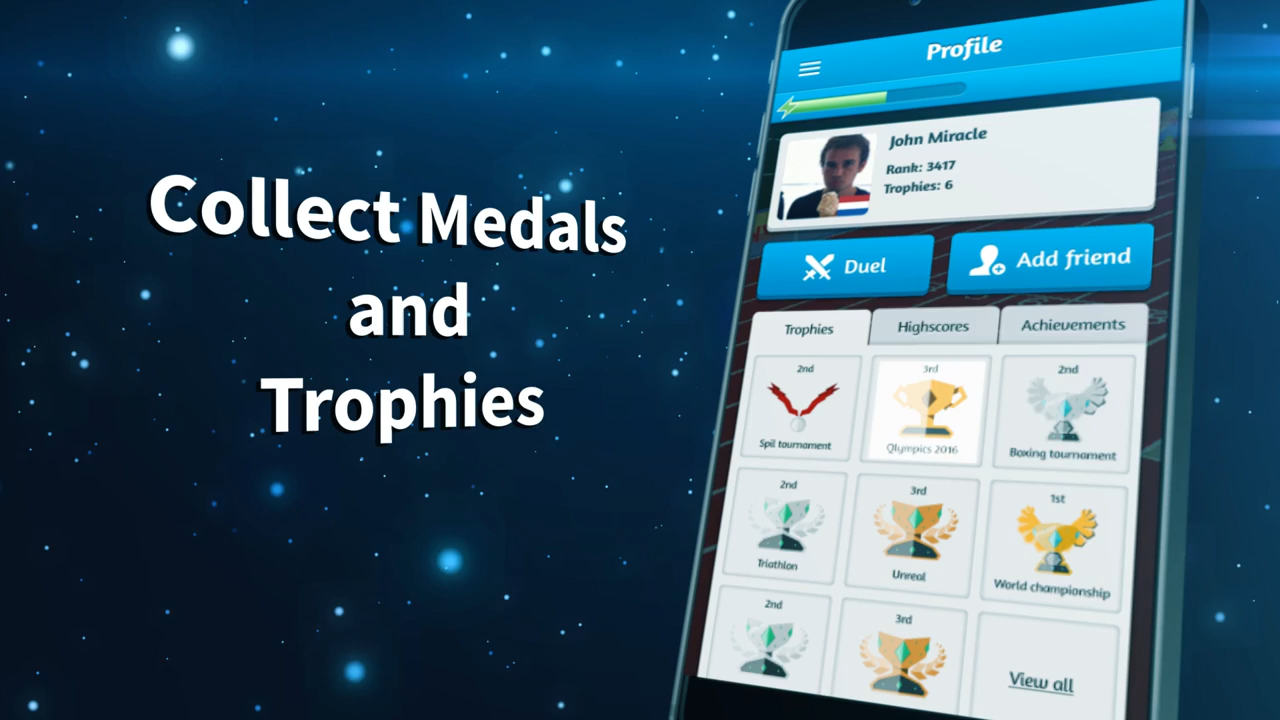 Collect Medals
and
Trophies
Profile
John Miracle
Rank: 3417
Trophies: 6
Duel
Add friend
Trophies
Highscores
Achievements
2nd
Spil tournament
3rd
Olympics 2016
2nd
Boxing tournament
2nd
Triathlon
3rd
Unreal
1st
World championship
2nd
3rd
View all